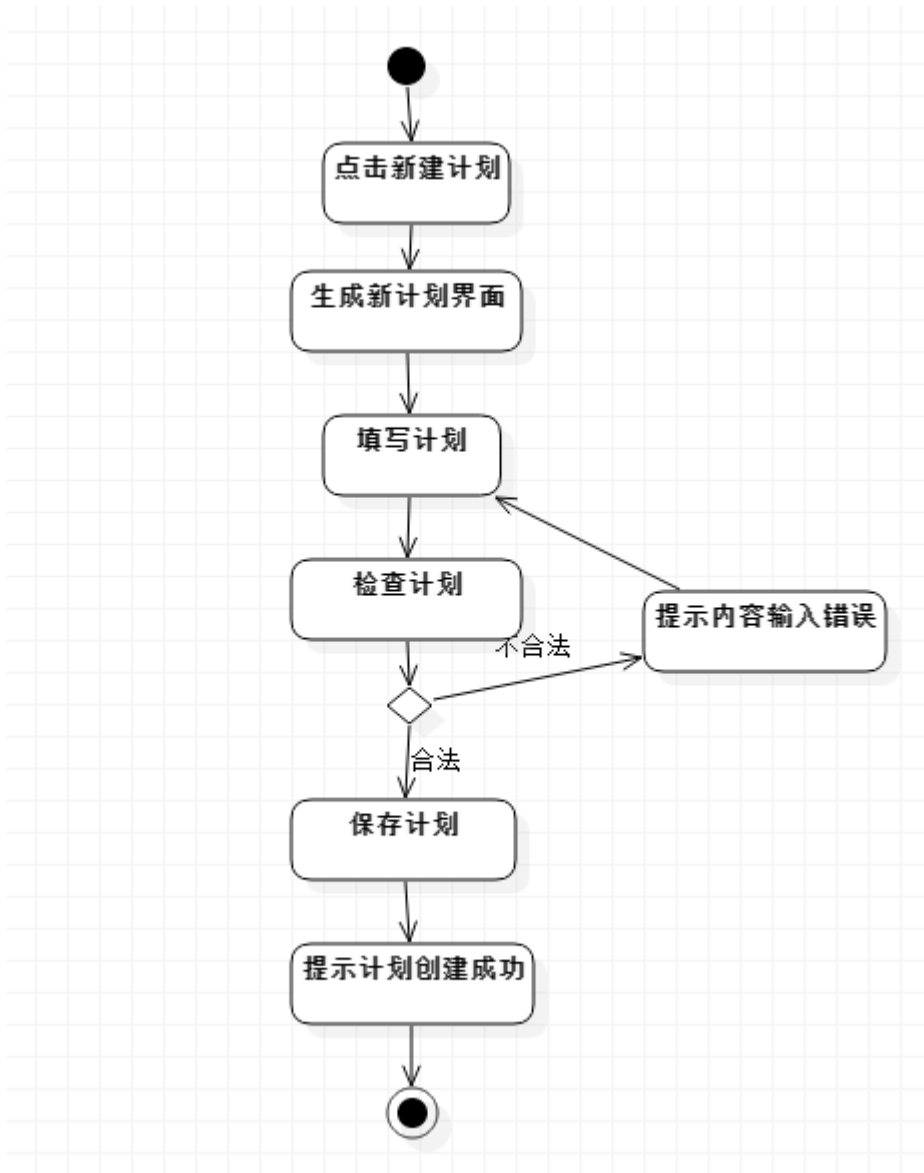 点击新建计划
生成新计划界面
填写计划
检查计划
提示内容输入错误
不合法
合法
保存计划
提示计划创建成功